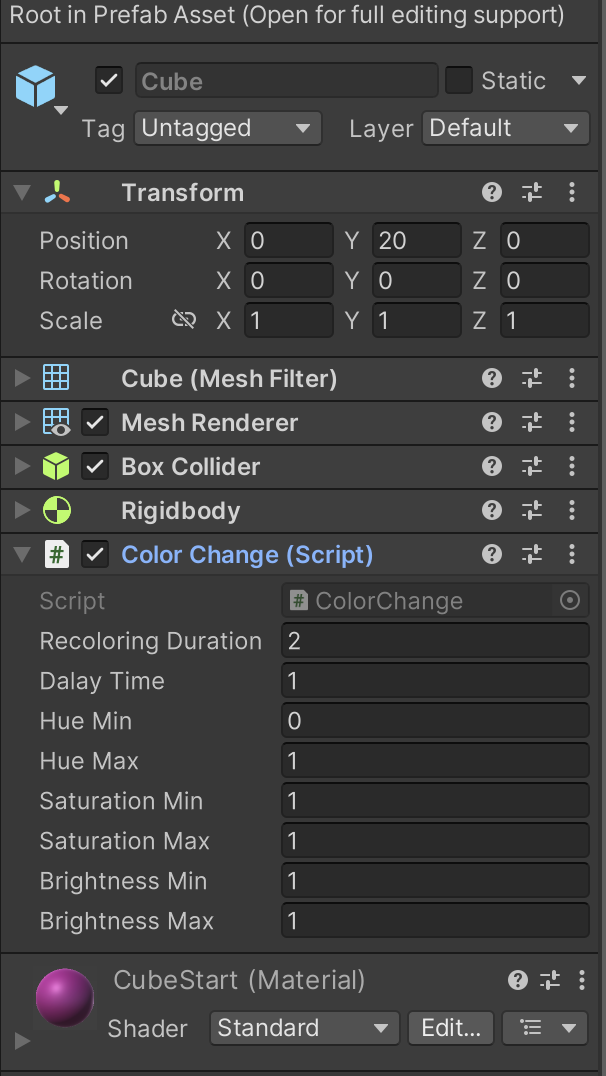 Root in Prefab Asset (Open for full editing support)
Cube Static
Tag Untagged Layer Default
Transform
Position X 0 Y 20 Z 0
Rotation X 0 Y 0 Z 0
Scale X 1 Y 1 Z 1
Cube (Mesh Filter)
Mesh Renderer
Box Collider
Rigidbody
# Color Change (Script)
Script # ColorChange
Recoloring Duration 2
Dalay Time 1
Hue Min 0
Hue Max 1
Saturation Min 1
Saturation Max 1
Brightness Min 1
Brightness Max 1
CubeStart (Material)
Shader Standard Edit...